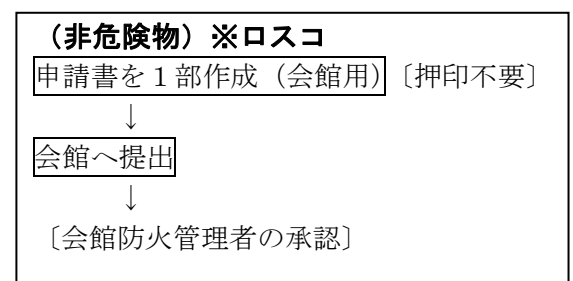 （非危険物）※ロスコ
申請書を１部作成（会館用）〔押印不要〕
↓
会館へ提出
↓
〔会館防火管理者の承認〕